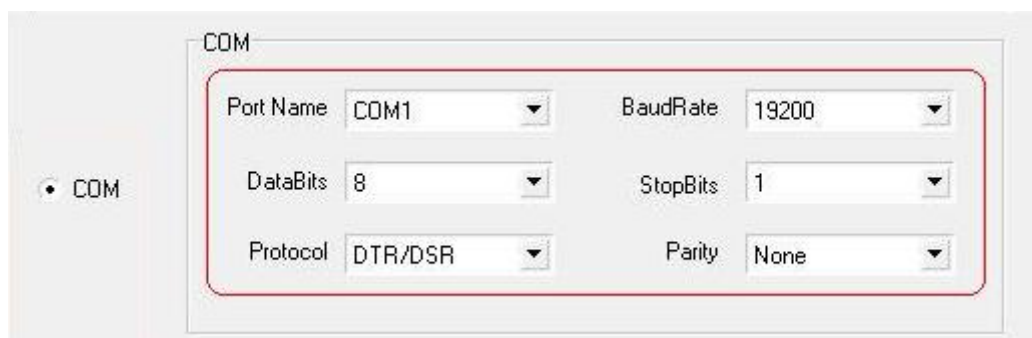 COM
Port Name COM1 BaudRate 19200
COM DataBits 8 StopBits 1
Protocol DTR/DSR Parity None